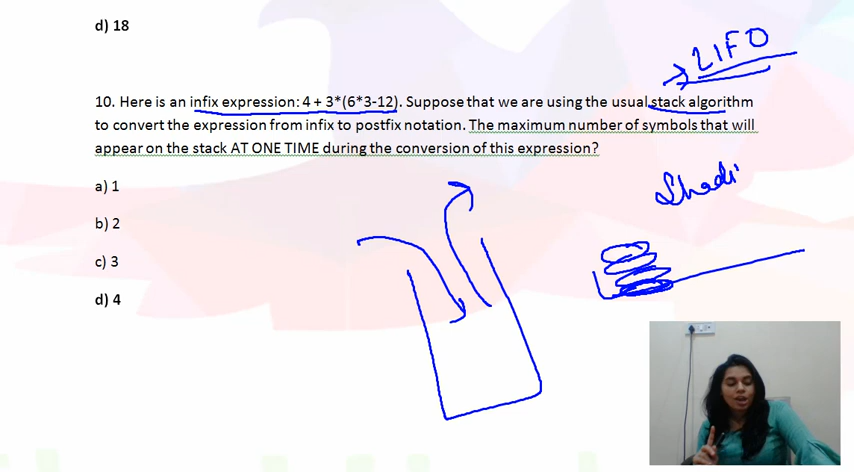 d) 18
LIFO
10. Here is an infix expression: 4 + 3*(6*3-12). Suppose that we are using the usual stack algorithm
to convert the expression from infix to postfix notation. The maximum number of symbols that will
appear on the stack AT ONE TIME during the conversion of this expression?
a) 1
Shadi
b) 2
c) 3
d) 4